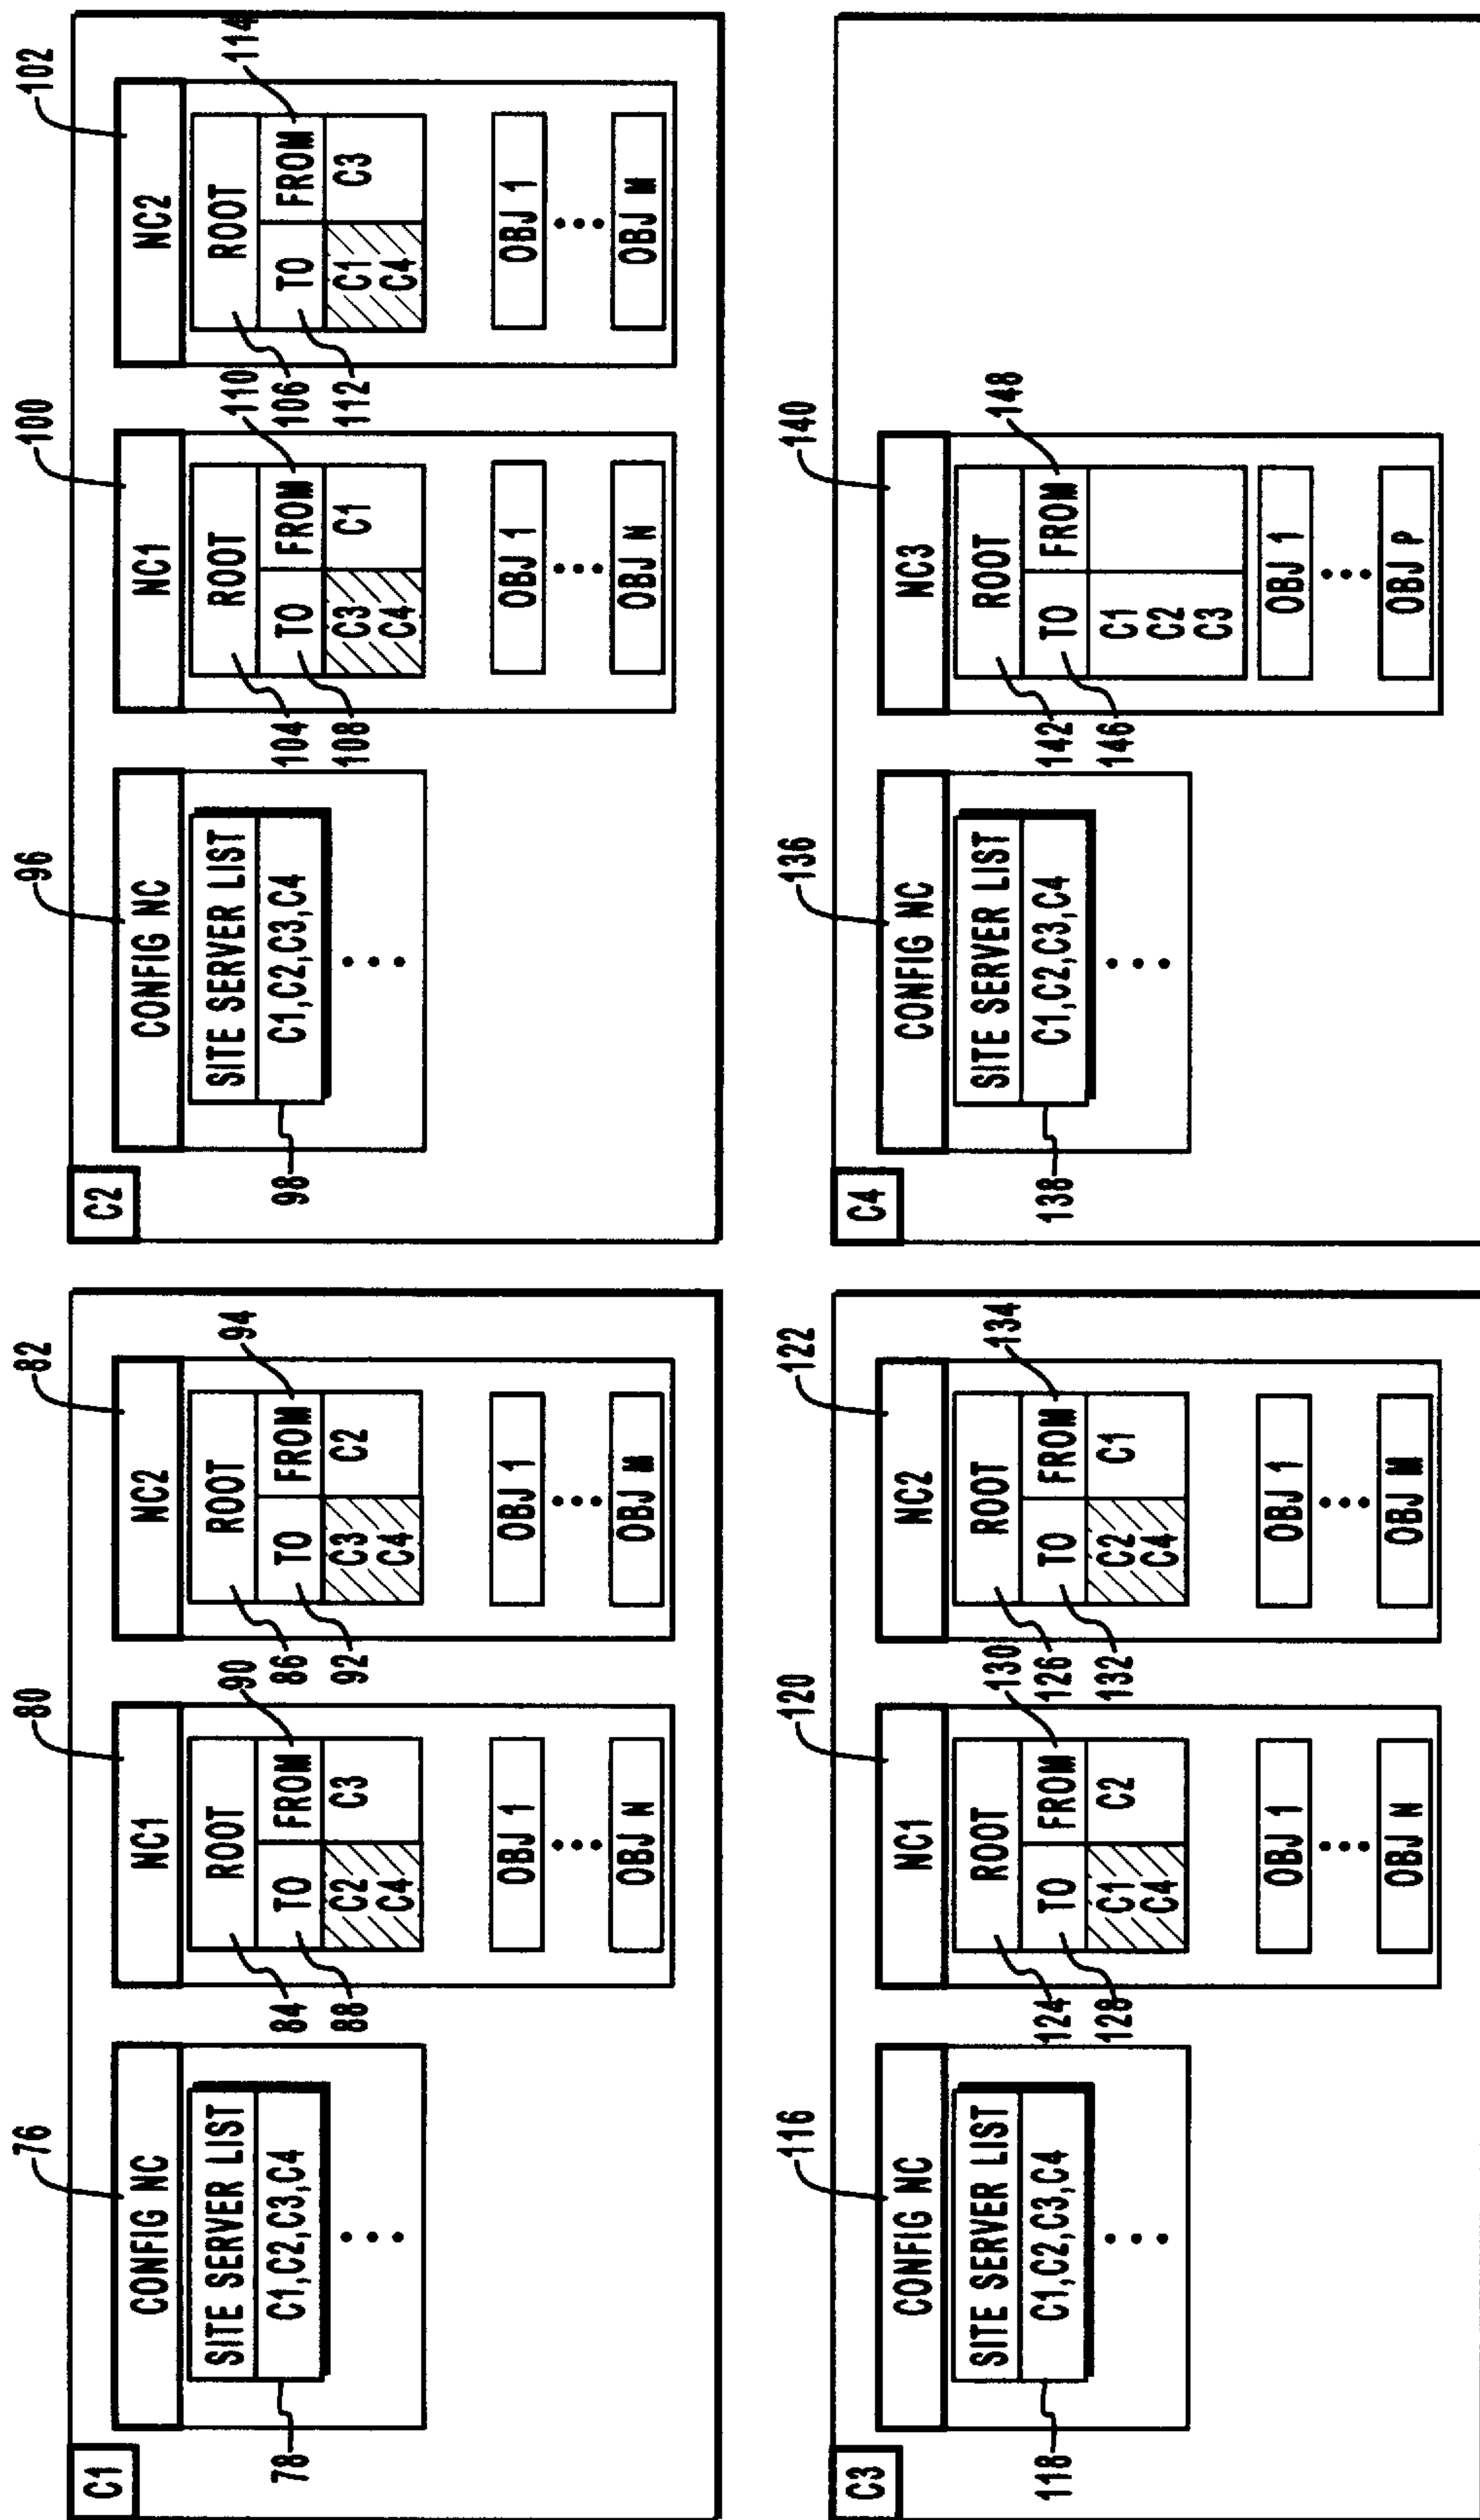 C1
76
CONFIG NC
SITE SERVER LIST
C1,C2,C3,C4
78
80
NC1
ROOT
TO FROM
C2 C3
C4
84
88
90
OBJ 1
OBJ N
82
NC2
ROOT
TO FROM
C3 C2
C4
86
92
94
OBJ 1
OBJ M
C2
96
CONFIG NC
SITE SERVER LIST
C1,C2,C3,C4
98
100
NC1
ROOT
TO FROM
C3 C1
C4
104
108
110
OBJ 1
OBJ N
102
NC2
ROOT
TO FROM
C1 C3
C4
106
112
114
OBJ 1
OBJ M
C3
116
CONFIG NC
SITE SERVER LIST
C1,C2,C3,C4
118
120
NC1
ROOT
TO FROM
C1 C2
C4
124
128
130
OBJ 1
OBJ N
122
NC2
ROOT
TO FROM
C2 C1
C4
126
132
134
OBJ 1
OBJ M
C4
136
CONFIG NC
SITE SERVER LIST
C1,C2,C3,C4
138
140
NC3
ROOT
TO FROM
C1
C2
C3
142
146
148
OBJ 1
OBJ P